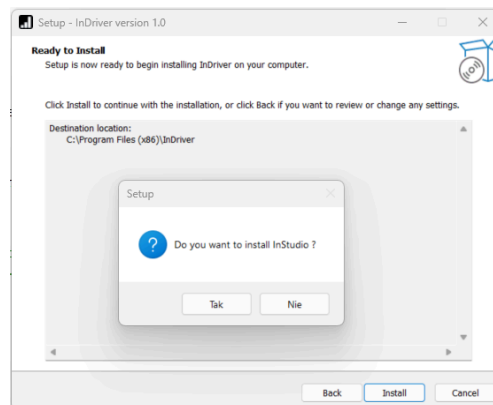 Setup - InDriver version 1.0
Ready to Install
Setup is now ready to begin installing InDriver on your computer.
Click Install to continue with the installation, or click Back if you want to review or change any settings.
Destination location:
C:\Program Files (x86)\InDriver
Setup
Do you want to install InStudio ?
Tak Nie
Back Install Cancel